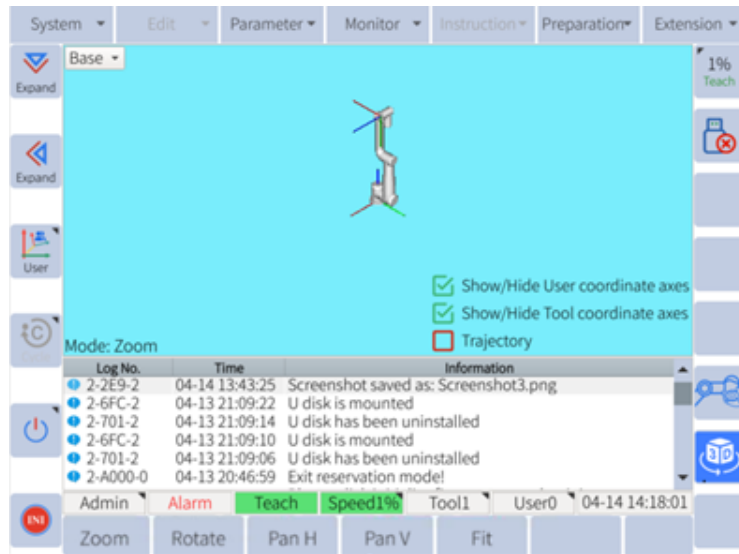 System Edit Parameter Monitor Instruction Preparation Extension
Base
Expand
1%
Teach
Expand
User
Show/Hide User coordinate axes
Show/Hide Tool coordinate axes
Trajectory
Mode: Zoom
Log No. Time Information
2-2E9-2 04-14 13:43:25 Screenshot saved as: Screenshot3.png
2-6FC-2 04-13 21:09:22 U disk is mounted
2-701-2 04-13 21:09:14 U disk has been uninstalled
2-6FC-2 04-13 21:09:10 U disk is mounted
2-701-2 04-13 21:09:06 U disk has been uninstalled
2-A000-0 04-13 20:46:59 Exit reservation mode!
3D
Admin Alarm Teach Speed1% Tool1 User0 04-14 14:18:01
INI
Zoom Rotate Pan H Pan V Fit